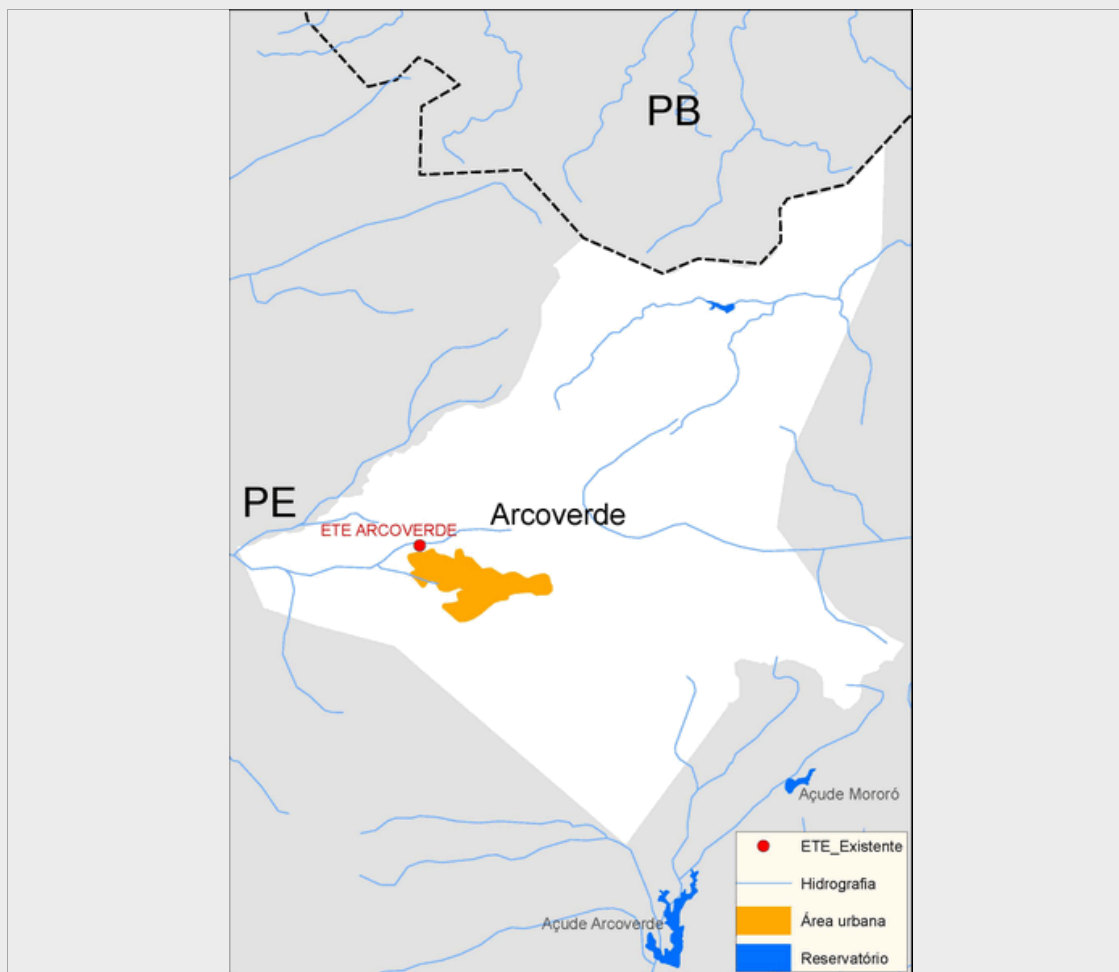 PB
PE
Arcoverde
ETE ARCOVERDE
Açude Mororó
Açude Arcoverde
ETE_Existente
Hidrografia
Área urbana
Reservatório